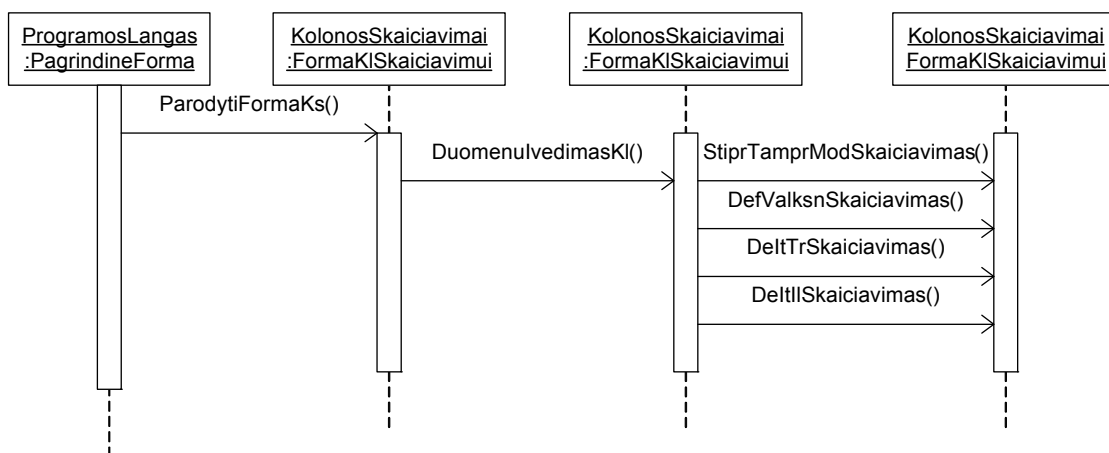 ProgramosLangas
:PagrindineForma
KolonosSkaiciavimai
:FormaKlSkaiciavimui
KolonosSkaiciavimai
:FormaKlSkaiciavimui
KolonosSkaiciavimai
FormaKlSkaiciavimui
ParodytiFormaKs()
DuomenuIvedimasKl()
StiprTamprModSkaiciavimas()
DefValksnSkaiciavimas()
DeltTrSkaiciavimas()
DeltIlSkaiciavimas()